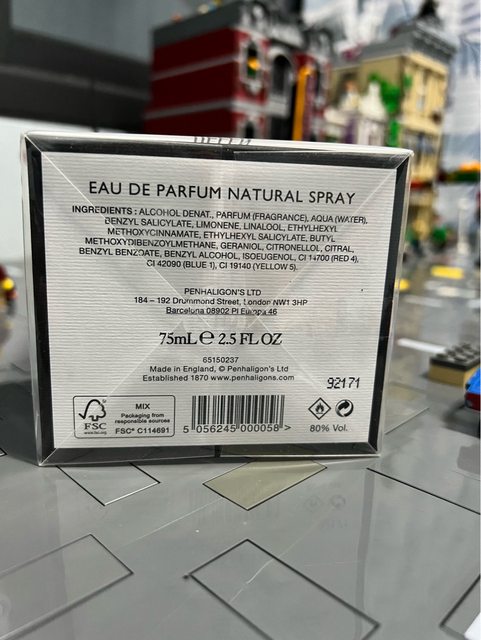 EAU DE PARFUM NATURAL SPRAY
INGREDIENTS : ALCOHOL DENAT., PARFUM (FRAGRANCE), AQUA (WATER),
BENZYL SALICYLATE, LIMONENE, LINALOOL, ETHYLHEXYL
METHOXYCINNAMATE, ETHYLHEXYL SALICYLATE, BUTYL
METHOXYDIBENZOYLMETHANE, GERANIOL, CITRONELLOL, CITRAL,
BENZYL BENZOATE, BENZYL ALCOHOL, ISOEUGENOL, CI 14700 (RED 4),
CI 42090 (BLUE 1), CI 19140 (YELLOW 5).
PENHALIGON'S LTD
184 – 192 Drummond Street, London NW1 3HP
Barcelona 08902 Pl Europa 46
75mL e 2.5 FL OZ
65150237
Made in England, © Penhaligon's Ltd
Established 1870 www.penhaligons.com
92171
FSC
www.fsc.org
MIX
Packaging from
responsible sources
FSC® C114691
5 056245 000058 >
80% Vol.